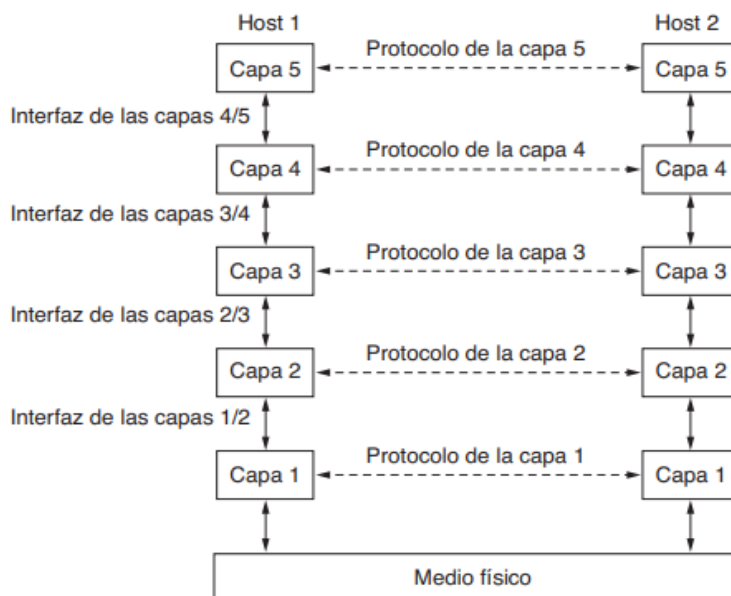 Host 1
Host 2
Protocolo de la capa 5
Capa 5
Capa 5
Interfaz de las capas 4/5
Protocolo de la capa 4
Capa 4
Capa 4
Interfaz de las capas 3/4
Protocolo de la capa 3
Capa 3
Capa 3
Interfaz de las capas 2/3
Protocolo de la capa 2
Capa 2
Capa 2
Interfaz de las capas 1/2
Protocolo de la capa 1
Capa 1
Capa 1
Medio físico